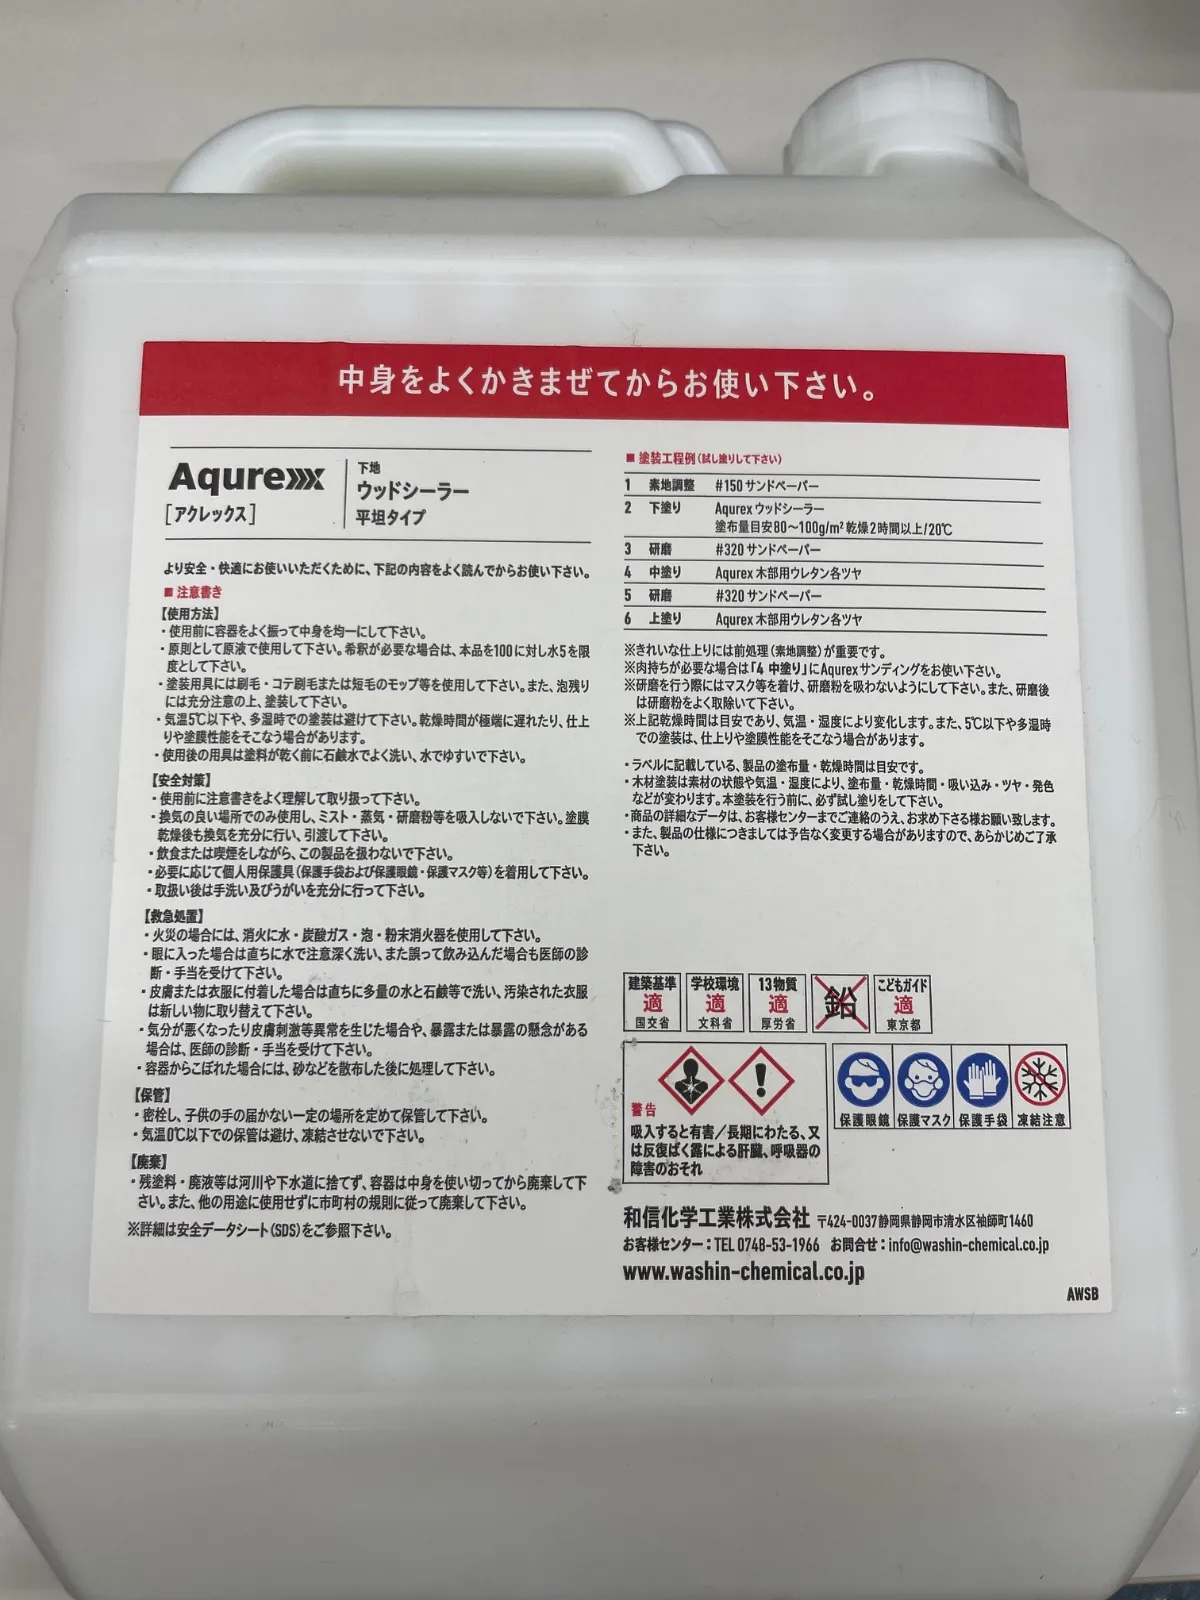 中身をよくかきまぜてからお使い下さい。
Aqurex
[アクレックス]
下地
ウッドシーラー
平坦タイプ
より安全・快適にお使いいただくために、下記の内容をよく読んでからお使い下さい。
■ 注意書き
【使用方法】
・使用前に容器をよく振って中身を均一にして下さい。
・原則として原液で使用して下さい。希釈が必要な場合は、本品を100に対し水5を限
度として下さい。
・塗装用具には刷毛・コテ刷毛または短毛のモップ等を使用して下さい。また、泡残り
には充分注意の上、塗装して下さい。
・気温5℃以下や、多湿時での塗装は避けて下さい。乾燥時間が極端に遅れたり、仕上
りや塗膜性能をそこなう場合があります。
・使用後の用具は塗料が乾く前に石鹸水でよく洗い、水でゆすいで下さい。
【安全対策】
・使用前に注意書きをよく理解して取り扱って下さい。
・換気の良い場所でのみ使用し、ミスト・蒸気・研磨粉等を吸入しないで下さい。塗膜
乾燥後も換気を充分に行い、引渡して下さい。
・飲食または喫煙をしながら、この製品を扱わないで下さい。
・必要に応じて個人用保護具(保護手袋および保護眼鏡・保護マスク等)を着用して下さい。
・取扱い後は手洗い及びうがいを充分に行って下さい。
【救急処置】
・火災の場合には、消火に水・炭酸ガス・泡・粉末消火器を使用して下さい。
・眼に入った場合は直ちに水で注意深く洗い、また誤って飲み込んだ場合も医師の診
断・手当を受けて下さい。
・皮膚または衣服に付着した場合は直ちに多量の水と石鹸等で洗い、汚染された衣服
は新しい物に取り替えて下さい。
・気分が悪くなったり皮膚刺激等異常を生じた場合や、暴露または暴露の懸念がある
場合は、医師の診断・手当を受けて下さい。
・容器からこぼれた場合には、砂などを散布した後に処理して下さい。
【保管】
・密栓し、子供の手の届かない一定の場所を定めて保管して下さい。
・気温0℃以下での保管は避け、凍結させないで下さい。
【廃棄】
・残塗料・廃液等は河川や下水道に捨てず、容器は中身を使い切ってから廃棄して下
さい。また、他の用途に使用せずに市町村の規則に従って廃棄して下さい。
※詳細は安全データシート(SDS)をご参照下さい。
■ 塗装工程例(試し塗りして下さい)
1 素地調整 #150 サンドペーパー
2 下塗り Aqurex ウッドシーラー
塗布量目安80〜100g/m² 乾燥2時間以上/20℃
3 研磨 #320 サンドペーパー
4 中塗り Aqurex 木部用ウレタン各ツヤ
5 研磨 #320 サンドペーパー
6 上塗り Aqurex 木部用ウレタン各ツヤ
※きれいな仕上りには前処理(素地調整)が重要です。
※肉持ちが必要な場合は「4 中塗り」にAqurex サンディングをお使い下さい。
※研磨を行う際にはマスク等を着け、研磨粉を吸わないようにして下さい。また、研磨後
は研磨粉をよく取除いて下さい。
※上記乾燥時間は目安であり、気温・湿度により変化します。また、5℃以下や多湿時
での塗装は、仕上りや塗膜性能をそこなう場合があります。
・ラベルに記載している、製品の塗布量・乾燥時間は目安です。
・木材塗装は素材の状態や気温・湿度により、塗布量・乾燥時間・吸い込み・ツヤ・発色
などが変わります。本塗装を行う前に、必ず試し塗りをして下さい。
・商品の詳細なデータは、お客様センターまでご連絡のうえ、お求め下さる様お願い致します。
・また、製品の仕様につきましては予告なく変更する場合がありますので、あらかじめご了承
下さい。
建築基準 学校環境 13物質 鉛 こどもガイド
適 適 適 適
国交省 文科省 厚労省 東京都
警告
吸入すると有害/長期にわたる、又
は反復ばく露による肝臓、呼吸器の
障害のおそれ
保護眼鏡 保護マスク 保護手袋 凍結注意
和信化学工業株式会社 〒424-0037 静岡県静岡市清水区袖師町1460
お客様センター:TEL 0748-53-1966 お問合せ:info@washin-chemical.co.jp
www.washin-chemical.co.jp
AWSB